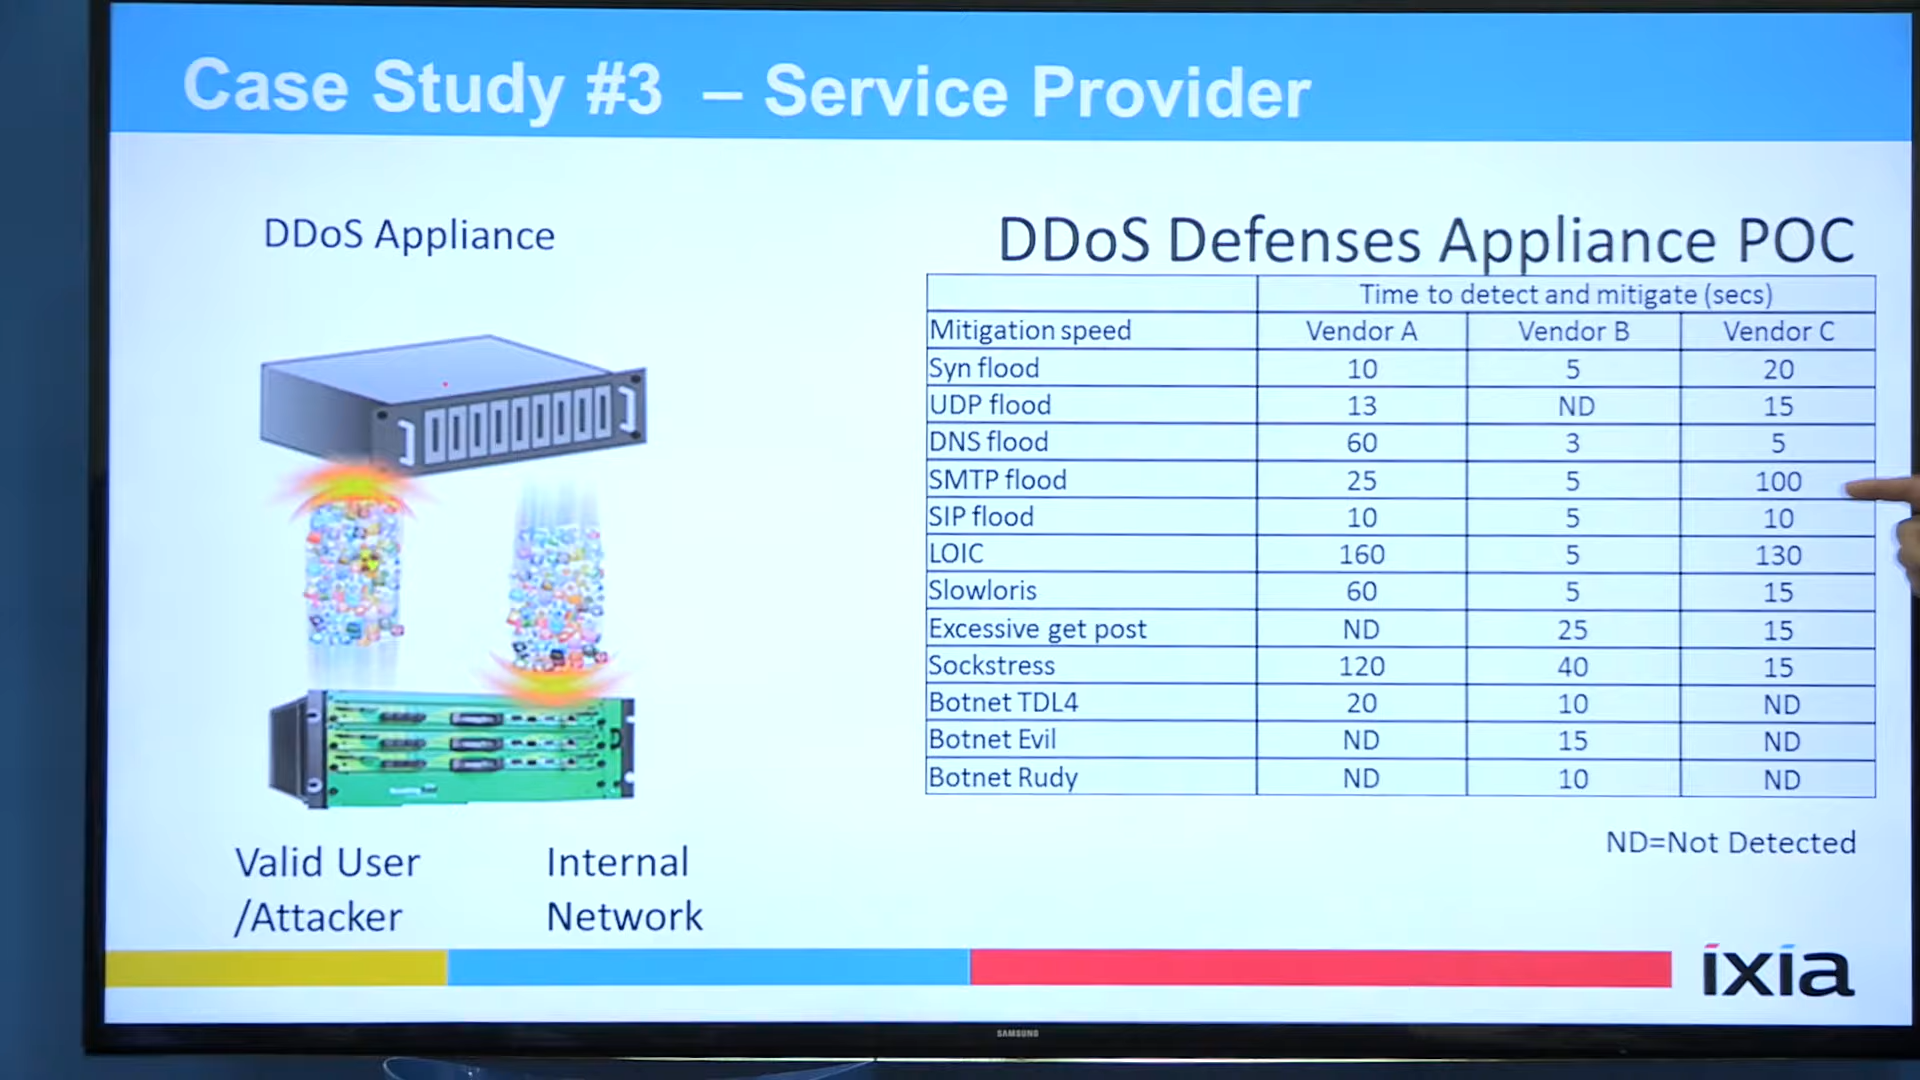 Case Study #3 – Service Provider
DDoS Appliance
Valid User
/Attacker
Internal
Network
DDoS Defenses Appliance POC
Time to detect and mitigate (secs)
Mitigation speed Vendor A Vendor B Vendor C
Syn flood 10 5 20
UDP flood 13 ND 15
DNS flood 60 3 5
SMTP flood 25 5 100
SIP flood 10 5 10
LOIC 160 5 130
Slowloris 60 5 15
Excessive get post ND 25 15
Sockstress 120 40 15
Botnet TDL4 20 10 ND
Botnet Evil ND 15 ND
Botnet Rudy ND 10 ND
ND=Not Detected
ixia
SAMSUNG